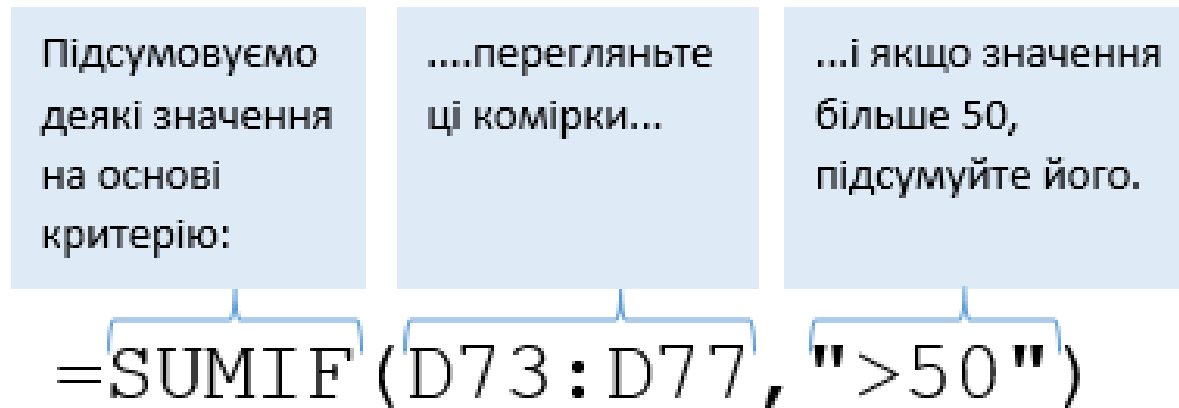 Підсумовуємо
деякі значення
на основі
критерію:
....перегляньте
ці комірки...
...і якщо значення
більше 50,
підсумуйте його.
=SUMIF(D73:D77,">50")